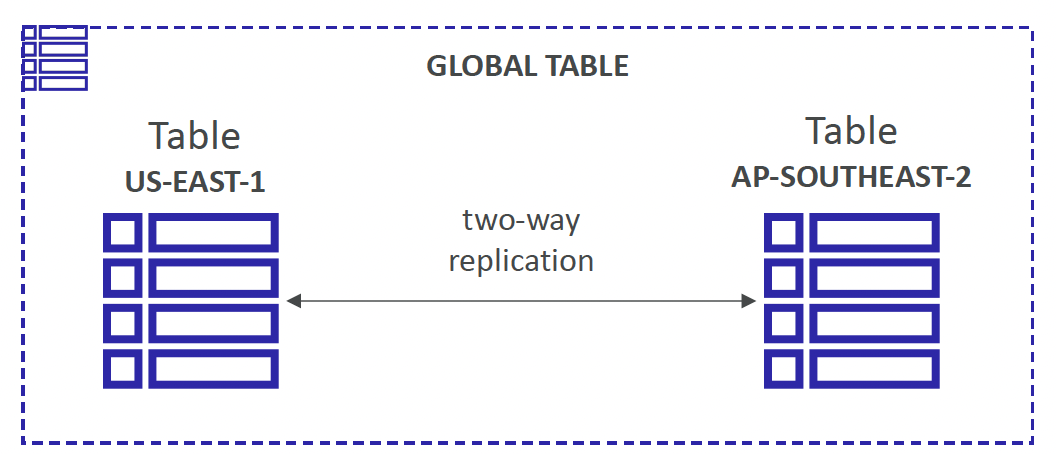 GLOBAL TABLE
Table
US-EAST-1
Table
AP-SOUTHEAST-2
two-way
replication